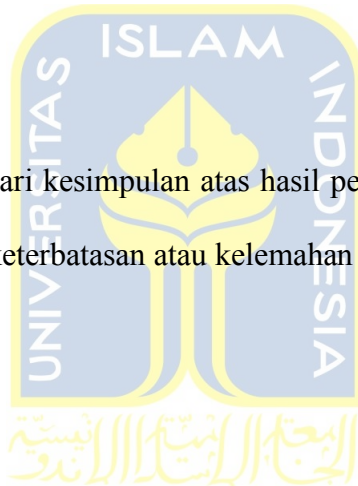 ISLAM
UNIVERSITAS
INDONESIA
ari kesimpulan atas hasil pe
keterbatasan atau kelemahan